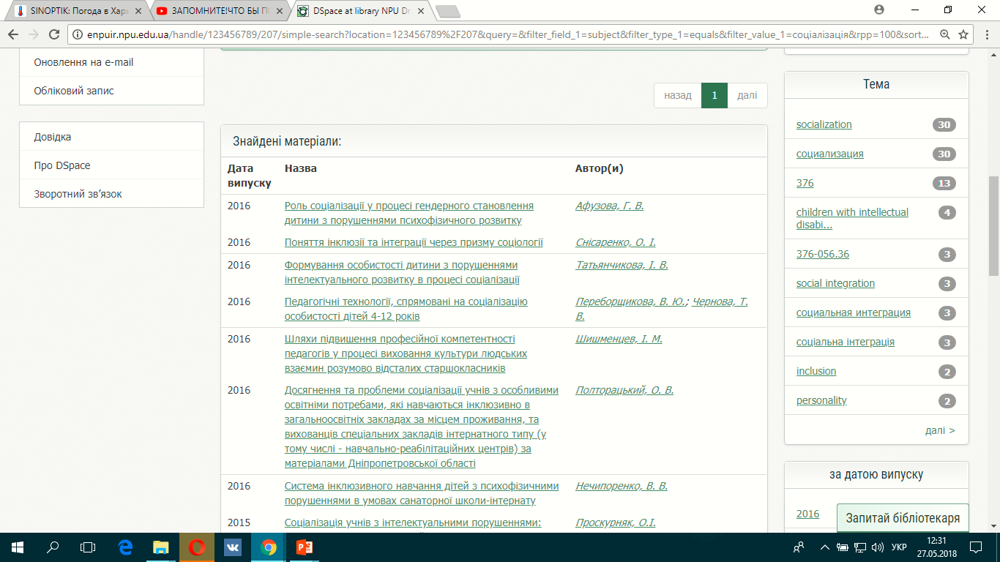 SINOPTIK: Погода в Харь
ЗАПОМНИТЕ!ЧТО БЫ ПО
DSpace at library NPU Dr
enpuir.npu.edu.ua/handle/123456789/207/simple-search?location=123456789%2F207&query=&filter_field_1=subject&filter_type_1=equals&filter_value_1=соціалізація&rpp=100&sort...
Оновлення на e-mail
Обліковий запис
Довідка
Про DSpace
Зворотний зв’язок
назад 1 далі
Знайдені матеріали:
Дата випуску Назва Автор(и)
2016 Роль соціалізації у процесі гендерного становлення Афузова, Г. В.
дитини з порушеннями психофізичного розвитку
2016 Поняття інклюзії та інтеграції через призму соціології Снісаренко, О. І.
2016 Формування особистості дитини з порушеннями Татьянчикова, І. В.
інтелектуального розвитку в процесі соціалізації
2016 Педагогічні технології, спрямовані на соціалізацію Переборщикова, В. Ю.; Чернова, Т.
особистості дітей 4-12 років В.
2016 Шляхи підвишення професійної компетентності Шишменцев, І. М.
педагогів у процесі виховання культури людських
взаємин розумово відсталих старшокласників
2016 Досягнення та проблеми соціалізації учнів з особливими Полторацький, О. В.
освітніми потребами, які навчаються інклюзивно в
загальноосвітніх закладах за місцем проживання, та
вихованців спеціальних закладів інтернатного типу (у
тому числі - навчально-реабілітаційних центрів) за
матеріалами Дніпропетровської області
2016 Система інклюзивного навчання дітей з психофізичними Нечипоренко, В. В.
порушеннями в умовах санаторної школи-інтернату
2015 Соціалізація учнів з інтелектуальними порушеннями: Проскурняк, О.І.
Тема
socialization 30
социализация 30
376 13
children with intellectual 4
disabi...
376-056.36 3
social integration 3
социальная интеграция 3
соціальна інтеграція 3
inclusion 2
personality 2
далі >
за датою випуску
2016
Запитай бібліотекаря
УКР
12:31
27.05.2018